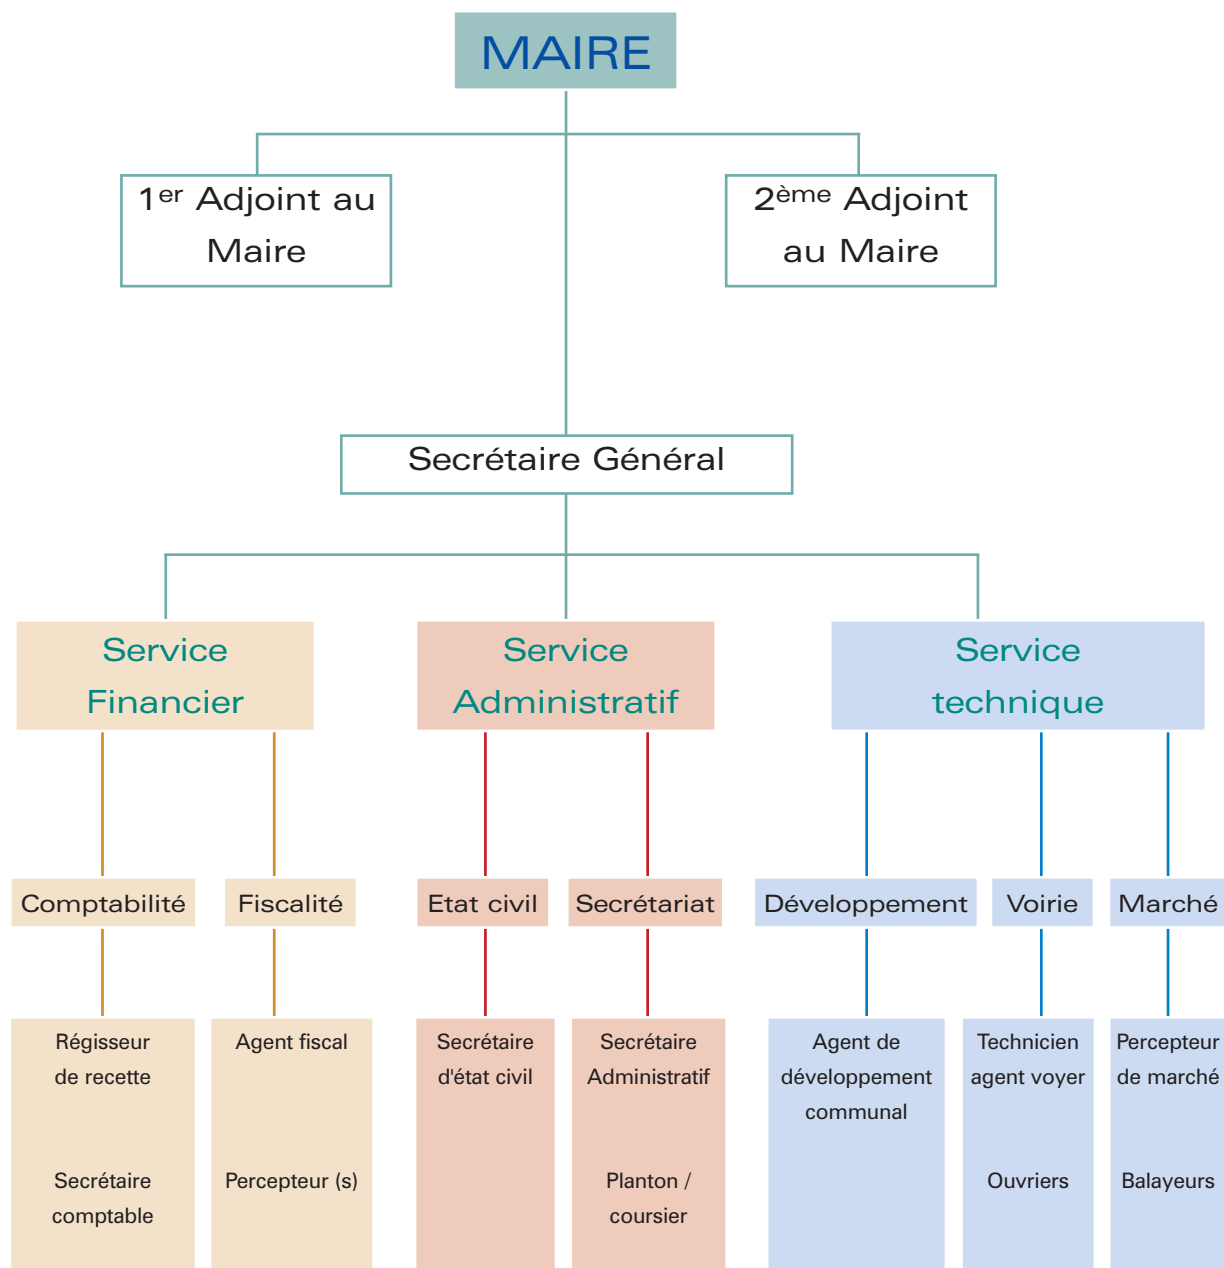 MAIRE
1er Adjoint au
Maire
2ème Adjoint
au Maire
Secrétaire Général
Service
Financier
Service
Administratif
Service
technique
Comptabilité
Fiscalité
Etat civil
Secrétariat
Développement
Voirie
Marché
Régisseur
de recette
Secrétaire
comptable
Agent fiscal
Percepteur (s)
Secrétaire
d'état civil
Secrétaire
Administratif
Planton /
coursier
Agent de
développement
communal
Technicien
agent voyer
Ouvriers
Percepteur
de marché
Balayeurs